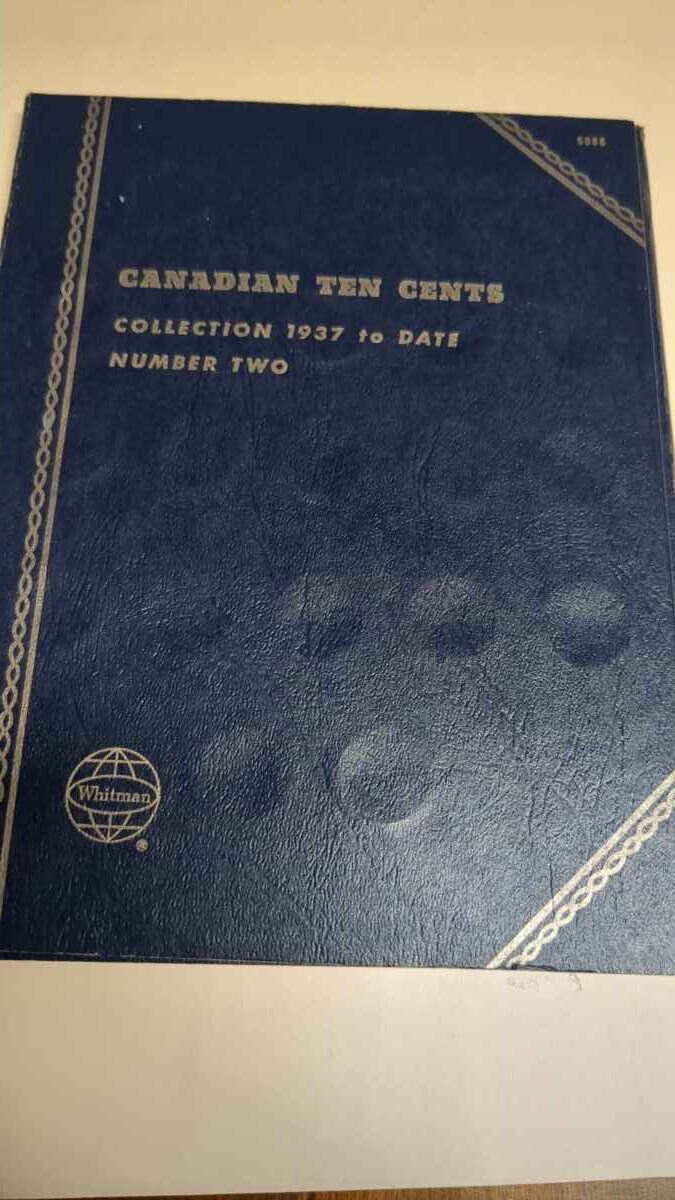 CANADIAN TEN CENTS
COLLECTION 1937 to DATE
NUMBER TWO
Whitman
®